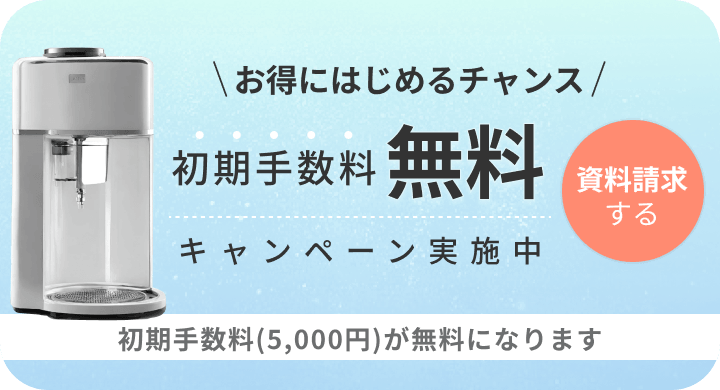 \ お得にはじめるチャンス /
初期手数料 無料
キャンペーン実施中
資料請求
する
初期手数料(5,000円)が無料になります